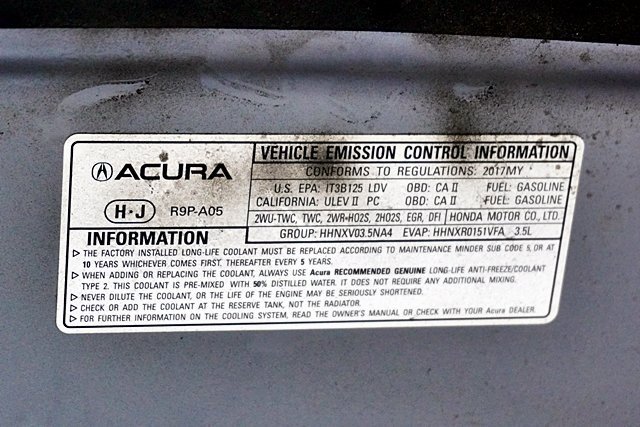 ACURA
H-J R9P-A05
VEHICLE EMISSION CONTROL INFORMATION
CONFORMS TO REGULATIONS: 2017MY
U.S. EPA: T3B125 LDV OBD: CA II FUEL: GASOLINE
CALIFORNIA: ULEV II PC OBD: CA II FUEL: GASOLINE
2WU-TWC, TWC, 2WR-HO2S, 2HO2S, EGR, DFI HONDA MOTOR CO., LTD.
GROUP: HHNXV03.5NA4 EVAP: HHNXR0151VFA 3.5L
INFORMATION
▷ THE FACTORY INSTALLED LONG-LIFE COOLANT MUST BE REPLACED ACCORDING TO MAINTENANCE MINDER SUB CODE 5, OR AT
10 YEARS WHICHEVER COMES FIRST. THEREAFTER EVERY 5 YEARS.
▷ WHEN ADDING OR REPLACING THE COOLANT, ALWAYS USE Acura RECOMMENDED GENUINE LONG-LIFE ANTI-FREEZE/COOLANT
TYPE 2. THIS COOLANT IS PRE-MIXED WITH 50% DISTILLED WATER. IT DOES NOT REQUIRE ANY ADDITIONAL MIXING.
▷ NEVER DILUTE THE COOLANT, OR THE LIFE OF THE ENGINE MAY BE SERIOUSLY SHORTENED.
▷ CHECK OR ADD THE COOLANT AT THE RESERVE TANK, NOT THE RADIATOR.
▷ FOR FURTHER INFORMATION ON THE COOLING SYSTEM, READ THE OWNER'S MANUAL OR CHECK WITH YOUR Acura DEALER.